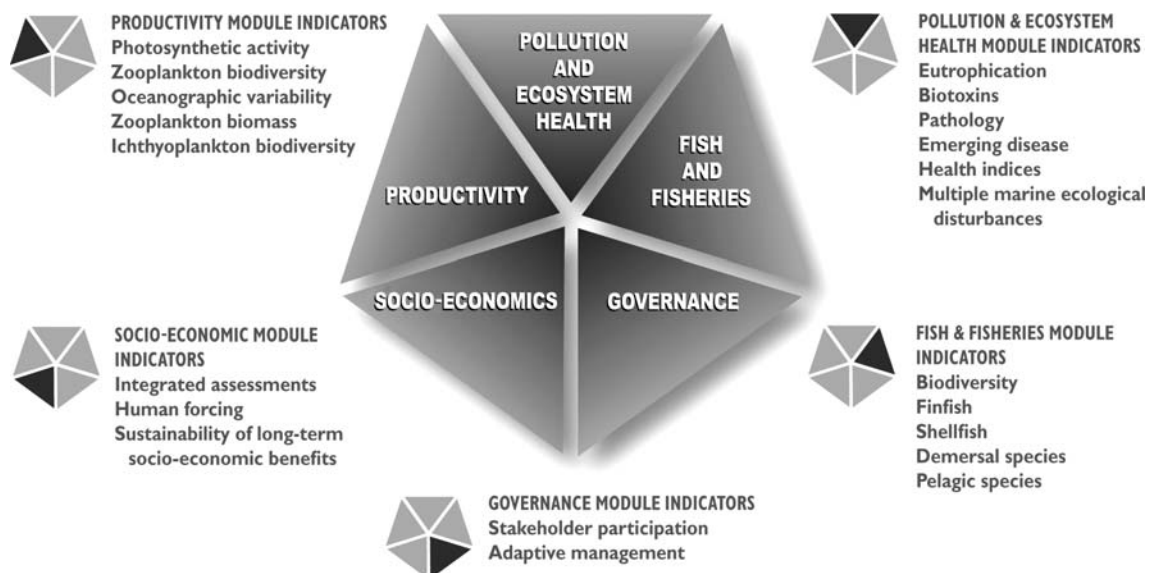 PRODUCTIVITY MODULE INDICATORS
Photosynthetic activity
Zooplankton biodiversity
Oceanographic variability
Zooplankton biomass
Ichthyoplankton biodiversity
POLLUTION
AND
ECOSYSTEM
HEALTH
PRODUCTIVITY
FISH
AND
FISHERIES
SOCIO-ECONOMICS
GOVERNANCE
POLLUTION & ECOSYSTEM
HEALTH MODULE INDICATORS
Eutrophication
Biotoxins
Pathology
Emerging disease
Health indices
Multiple marine ecological
disturbances
SOCIO-ECONOMIC MODULE
INDICATORS
Integrated assessments
Human forcing
Sustainability of long-term
socio-economic benefits
FISH & FISHERIES MODULE
INDICATORS
Biodiversity
Finfish
Shellfish
Demersal species
Pelagic species
GOVERNANCE MODULE INDICATORS
Stakeholder participation
Adaptive management